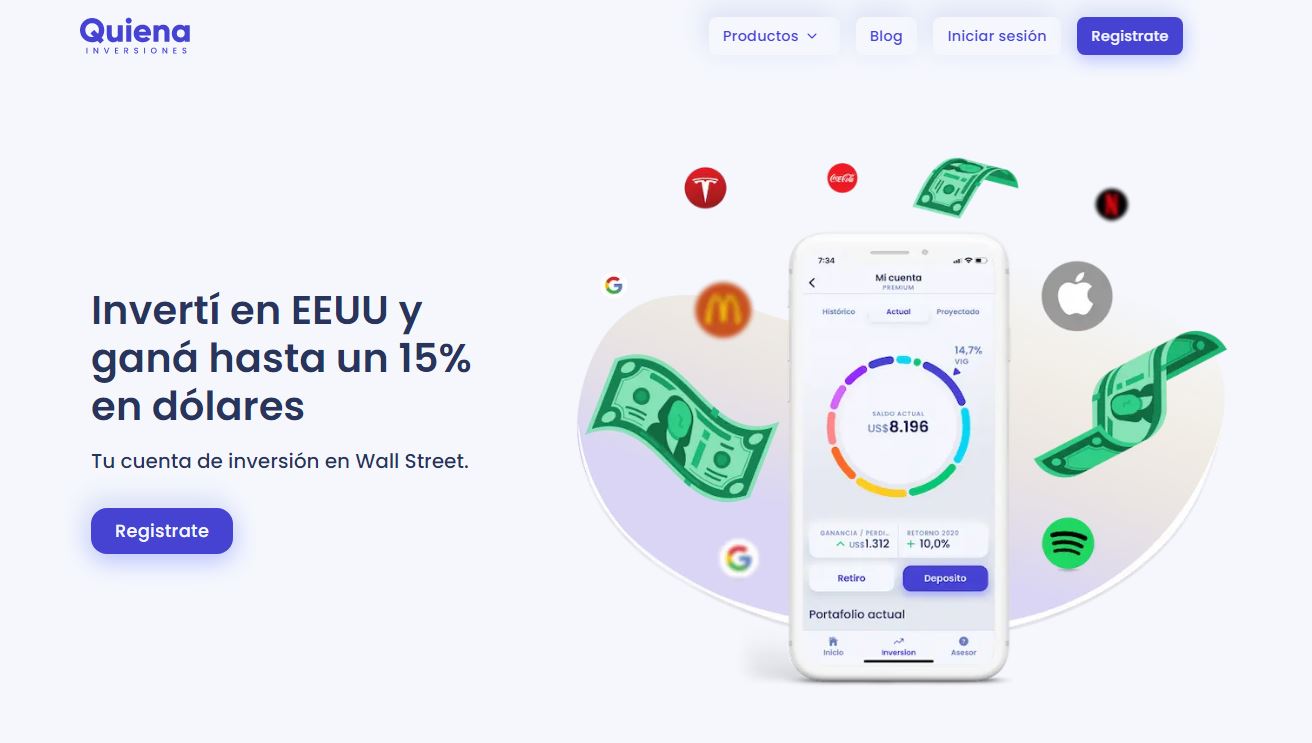 Quiena
INVERSIONES
Productos
Blog
Iniciar sesión
Registrate
Invertí en EEUU y
ganá hasta un 15%
en dólares
Tu cuenta de inversión en Wall Street.
Registrate
Coca-Cola
7:34
Mi cuenta
PREMIUM
Histórico
Actual
Proyectado
14,7%
VIG
SALDO ACTUAL
US$8.196
GANANCIA / PERDI...
US$1.312
RETORNO 2020
+ 10,0%
Retiro
Deposito
Portafolio actual
Inicio
Inversion
Asesor